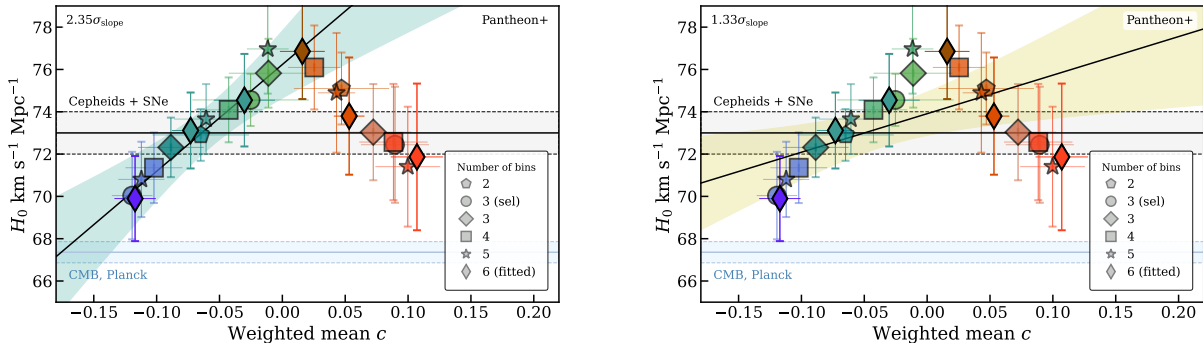 2.35σslope
Pantheon+
Cepheids + SNe
CMB, Planck
Number of bins
2
3 (sel)
3
4
5
6 (fitted)
H0 km s−1 Mpc−1
76
74
72
70
68
66
−0.15
−0.10
−0.05
0.00
0.05
0.10
0.15
0.20
Weighted mean c
1.33σslope
Pantheon+
Cepheids + SNe
CMB, Planck
Number of bins
2
3 (sel)
3
4
5
6 (fitted)
H0 km s−1 Mpc−1
78
76
74
72
70
68
66
−0.15
−0.10
−0.05
0.00
0.05
0.10
0.15
0.20
Weighted mean c